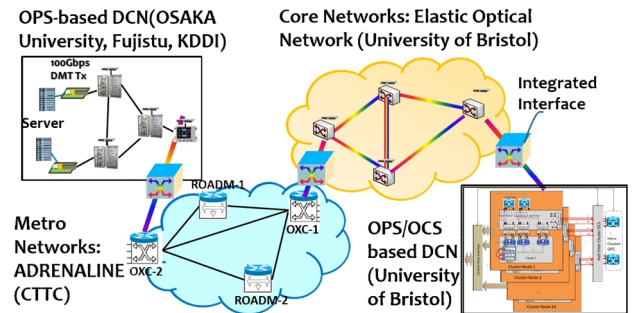 OPS-based DCN(OSAKA
University, Fujistu, KDDI)
100Gbps
DMT Tx
Server
Core Networks: Elastic Optical
Network (University of Bristol)
Integrated
Interface
ROADM-1
Metro
Networks:
ADRENALINE
(CTTC)
OXC-1
OXC-2
ROADM-2
OPS/OCS
based DCN
(University
of Bristol)
Cluster Node 1
Cluster Node 2
Cluster Node 64